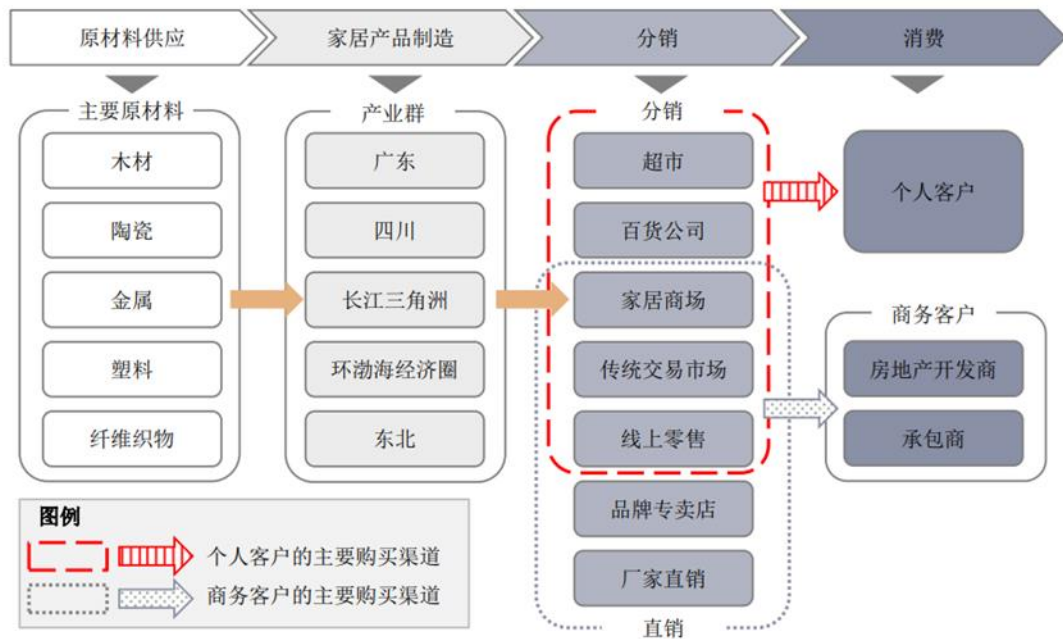 原材料供应
家居产品制造
分销
消费
主要原材料
木材
陶瓷
金属
塑料
纤维织物
产业群
广东
四川
长江三角洲
环渤海经济圈
东北
分销
超市
百货公司
家居商场
传统交易市场
线上零售
品牌专卖店
厂家直销
直销
个人客户
商务客户
房地产开发商
承包商
图例
个人客户的主要购买渠道
商务客户的主要购买渠道